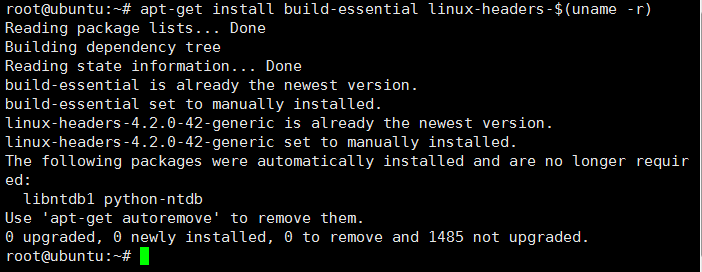 root@ubuntu:~# apt-get install build-essential linux-headers-$(uname -r)
Reading package lists... Done
Building dependency tree
Reading state information... Done
build-essential is already the newest version.
build-essential set to manually installed.
linux-headers-4.2.0-42-generic is already the newest version.
linux-headers-4.2.0-42-generic set to manually installed.
The following packages were automatically installed and are no longer requir
ed:
  libntdb1 python-ntdb
Use 'apt-get autoremove' to remove them.
0 upgraded, 0 newly installed, 0 to remove and 1485 not upgraded.
root@ubuntu:~#